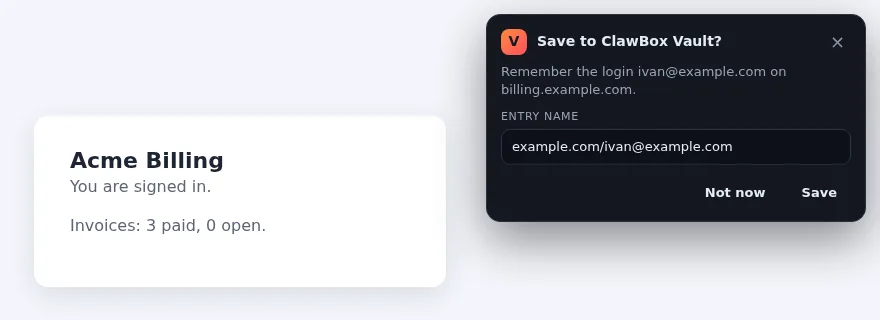 Acme Billing
You are signed in.
Invoices: 3 paid, 0 open.
V Save to ClawBox Vault? ×
Remember the login ivan@example.com on
billing.example.com.
ENTRY NAME
example.com/ivan@example.com
Not now Save